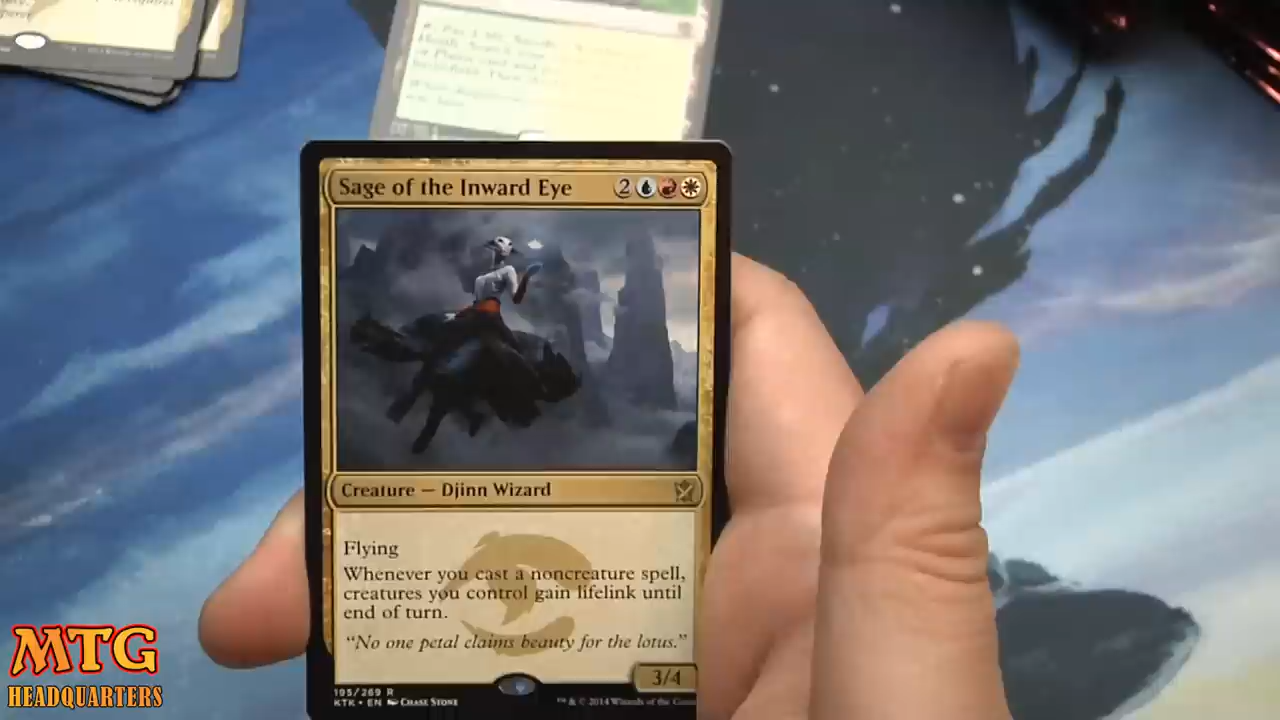 Sage of the Inward Eye 2
Creature — Djinn Wizard
Flying
Whenever you cast a noncreature spell,
creatures you control gain lifelink until
end of turn.
"No one petal claims beauty for the lotus."
3/4
195/269 R
KTK • EN CHASE STONE
™ & © 2014 Wizards of the
MTG
HEADQUARTERS